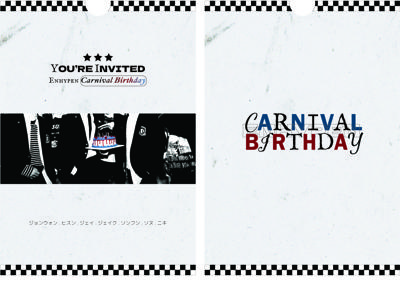 YOU'RE INVITED
ENHYPEN Carnival Birthday
ジョンウォン . ヒスン . ジェイ . ジェイク . ソンフン . ソヌ . ニキ
CARNIVAL
BIRTHDAY